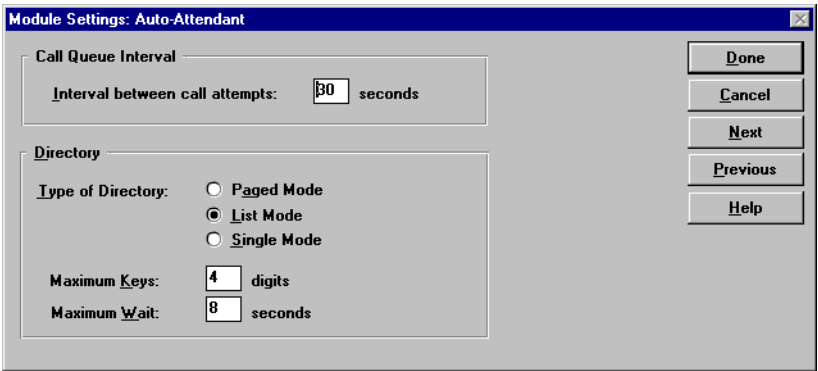 Module Settings: Auto-Attendant
Call Queue Interval
Interval between call attempts: 30 seconds
Directory
Type of Directory: Paged Mode
List Mode
Single Mode
Maximum Keys: 4 digits
Maximum Wait: 8 seconds
Done
Cancel
Next
Previous
Help